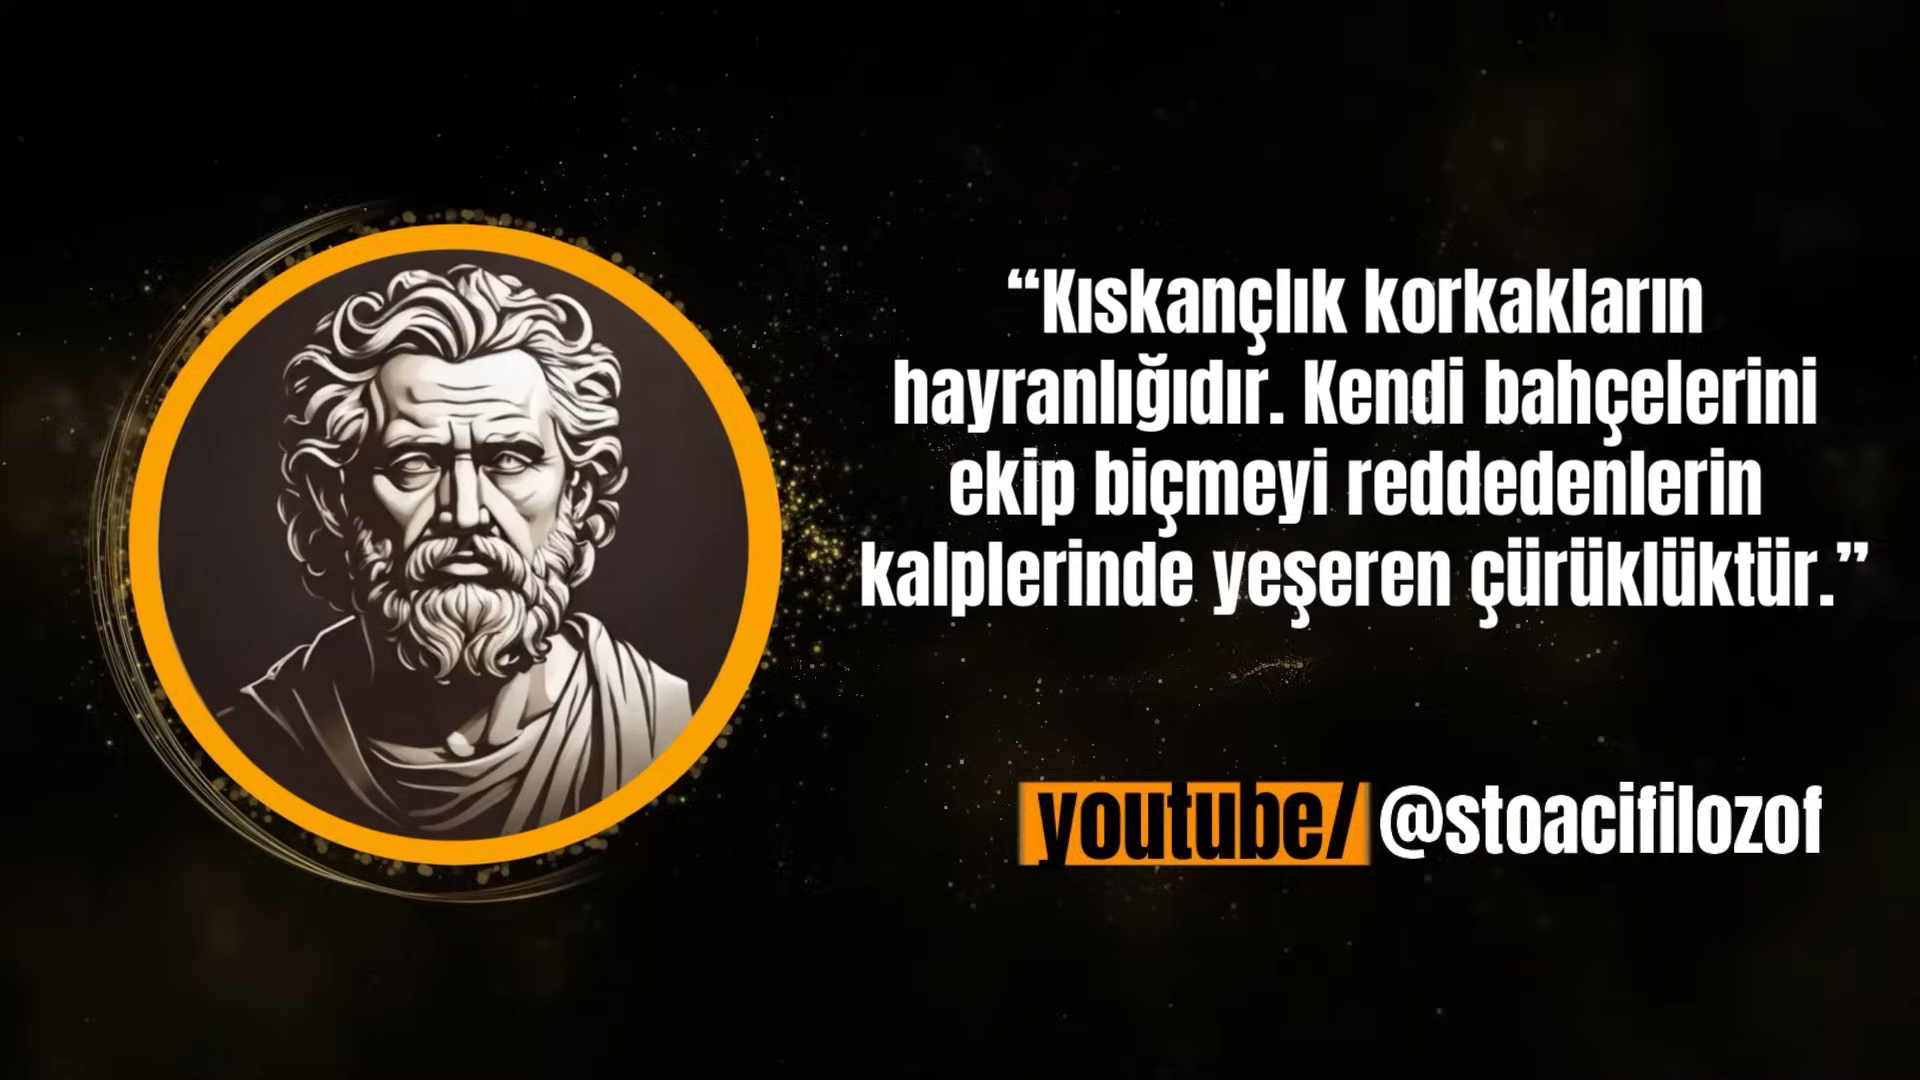 “Kıskançlık korkakların
hayranlığıdır. Kendi bahçelerini
ekip biçmeyi reddedenlerin
kalplerinde yeşeren çürüklüktür.”
youtube/ @stoacifilozof